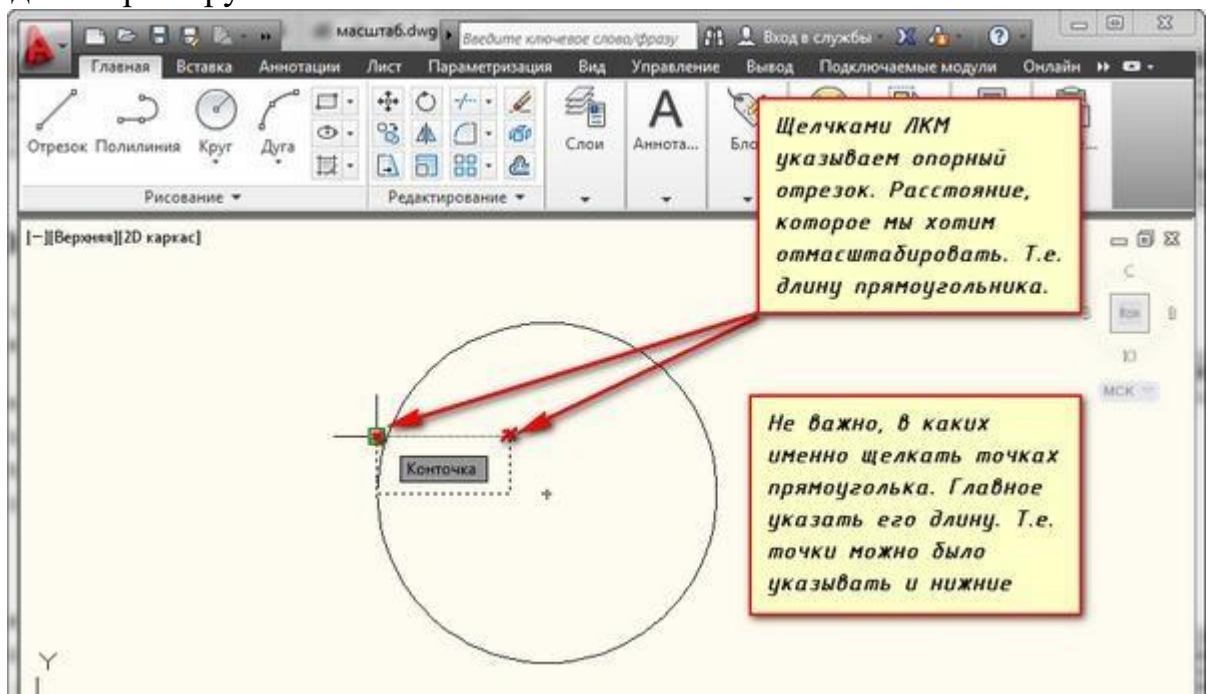 масштаб.dwg
Введите ключевое слово/фразу
Вход в службы
Главная Вставка Аннотации Лист Параметризация Вид Управление Вывод Подключаемые модули Онлайн
Отрезок Полилиния Круг Дуга
Слои
Аннота...
Рисование
Редактирование
[−][Верхняя][2D каркас]
Щелчками ЛКМ
указываем опорный
отрезок. Расстояние,
которое мы хотим
отмасштабировать. Т.е.
длину прямоугольника.
С
В
Ю
МСК
Конточка
Не важно, в каких
именно щелкать точках
прямоуголька. Главное
указать его длину. Т.е.
точки можно было
указывать и нижние
Y